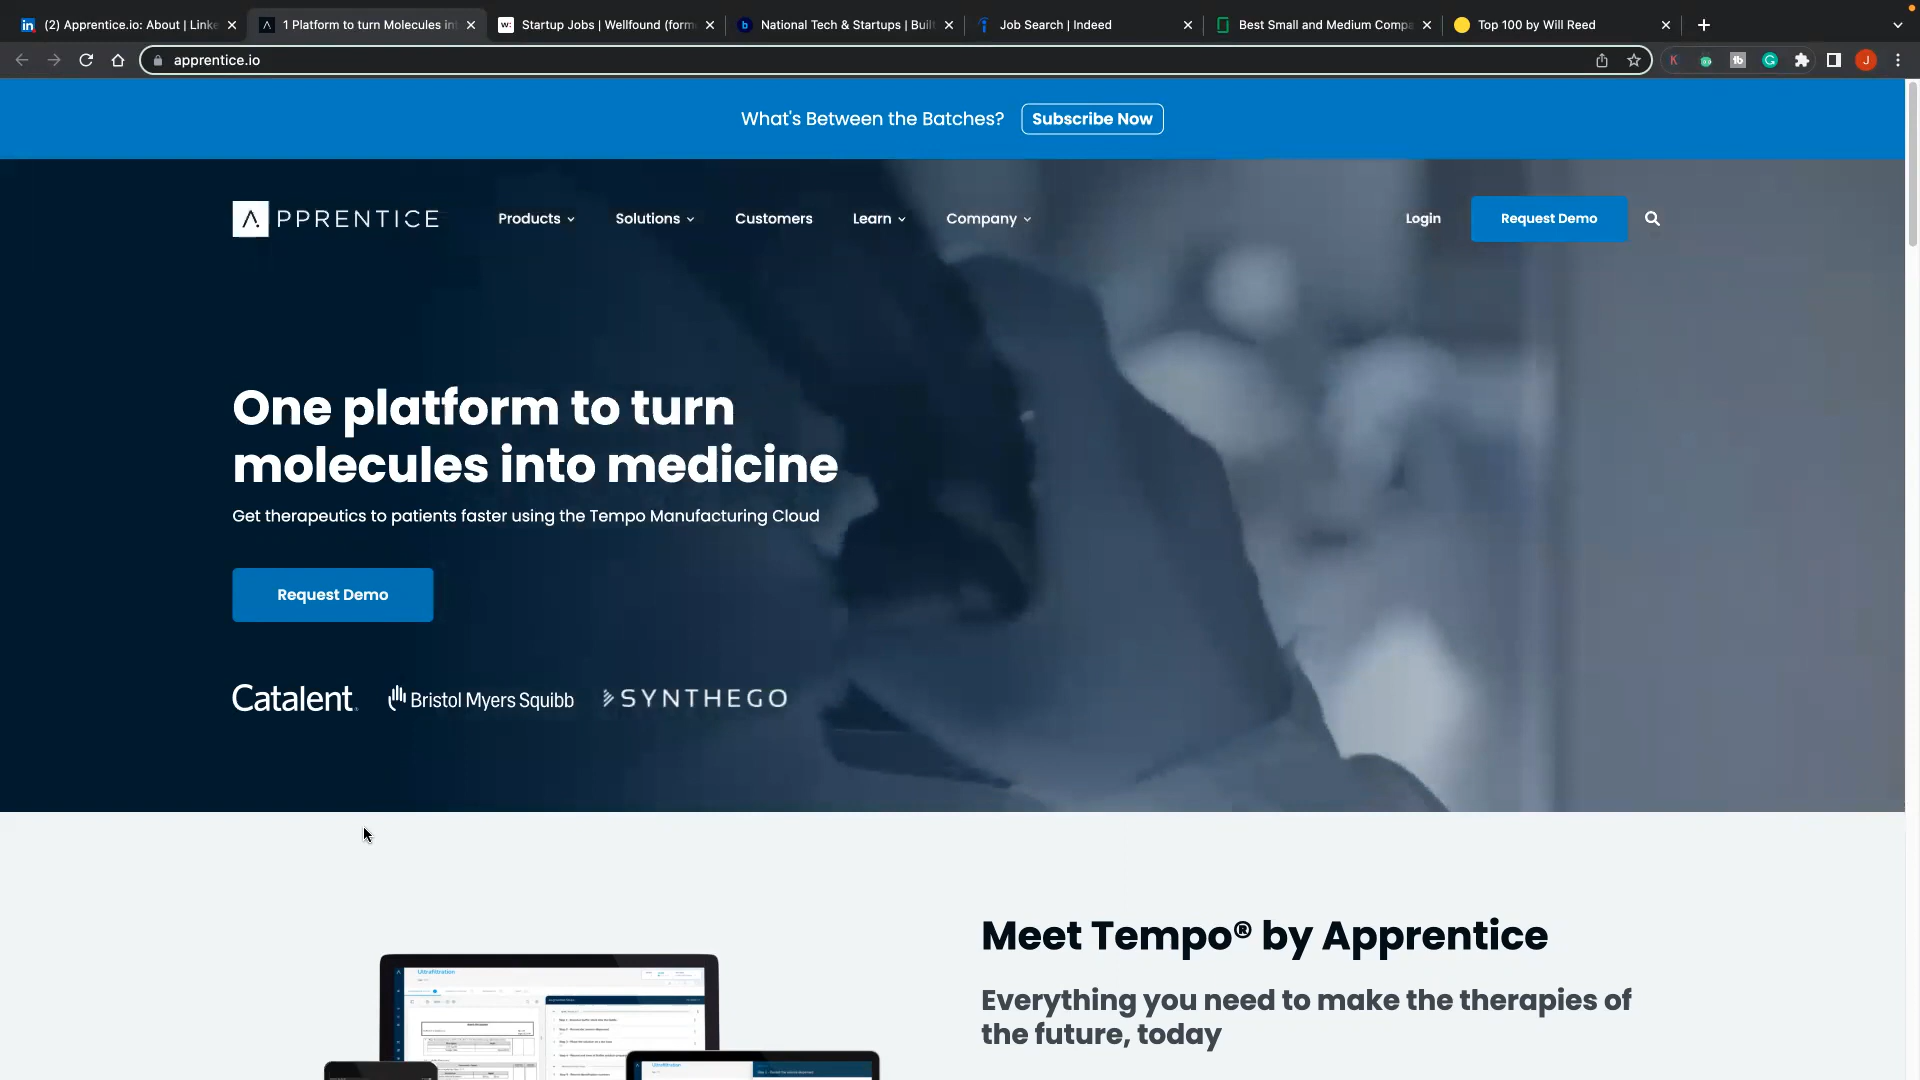 (2) Apprentice.io: About | Linke
1 Platform to turn Molecules in
Startup Jobs | Wellfound (form
National Tech & Startups | Buil
Job Search | Indeed
Best Small and Medium Compa
Top 100 by Will Reed
apprentice.io
What's Between the Batches? Subscribe Now
APPRENTICE Products Solutions Customers Learn Company Login Request Demo
One platform to turn
molecules into medicine
Get therapeutics to patients faster using the Tempo Manufacturing Cloud
Request Demo
Catalent. Bristol Myers Squibb SYNTHEGO
Meet Tempo® by Apprentice
Everything you need to make the therapies of
the future, today
Ultrafiltration
Ultrafiltration